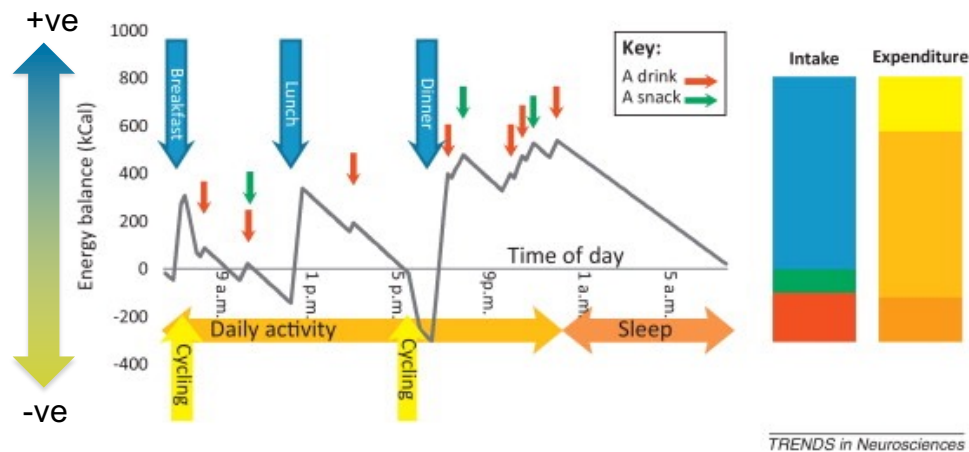 +ve
-ve
Energy balance (kCal)
1000
800
600
400
200
0
-200
-400
Breakfast
Lunch
Dinner
Key:
A drink
A snack
Time of day
9 a.m.
1 p.m.
5 p.m.
9p.m.
1 a.m.
5 a.m.
Daily activity
Sleep
Cycling
Cycling
Intake
Expenditure
TRENDS in Neurosciences